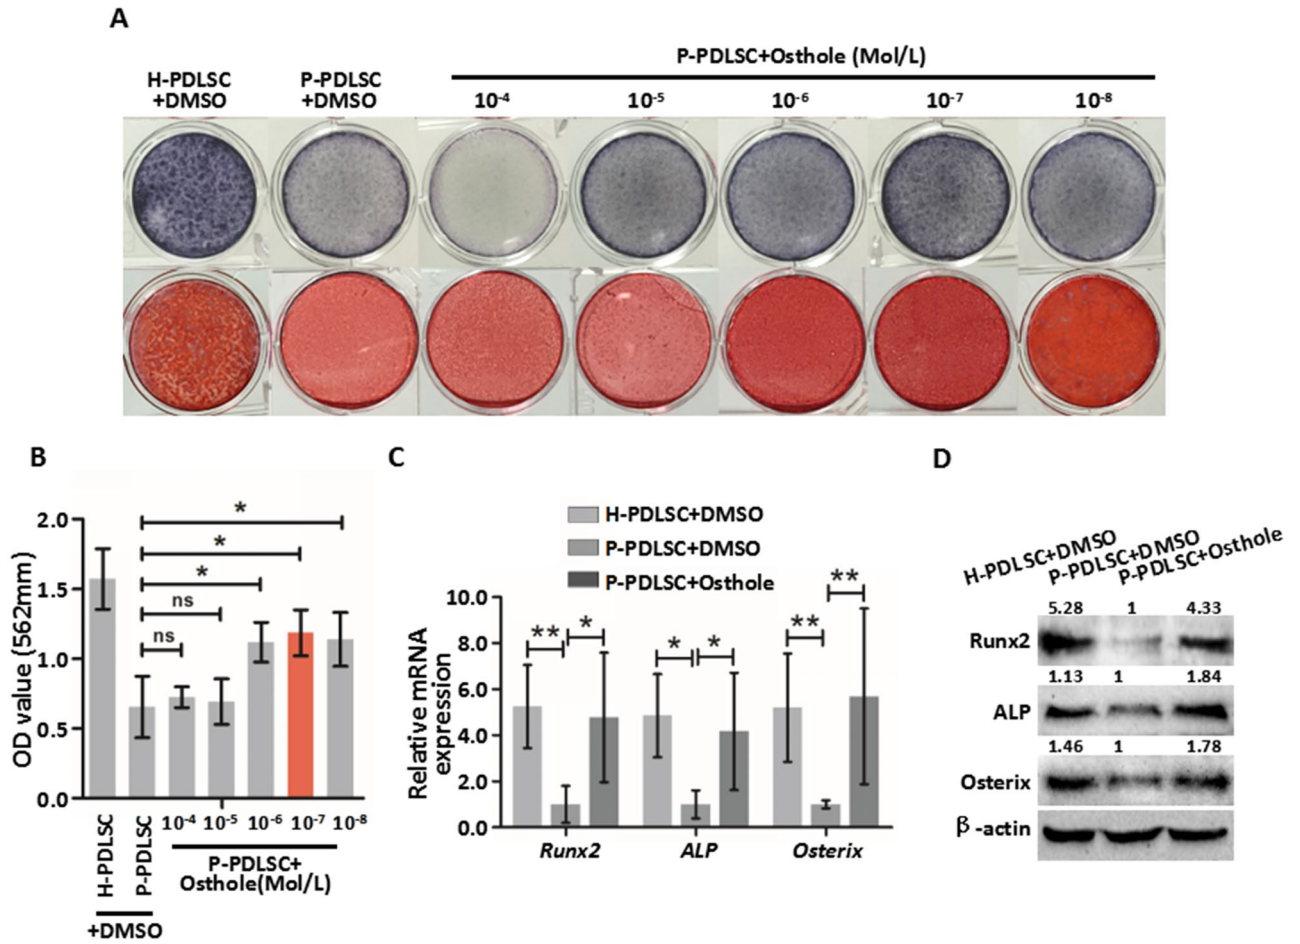 A
P-PDLSC+Osthole (Mol/L)
H-PDLSC
+DMSO
P-PDLSC
+DMSO
10-4
10-5
10-6
10-7
10-8
B
OD value (562mm)
2.0
1.5
1.0
0.5
0.0
*
*
*
ns
ns
H-PDLSC
P-PDLSC
10-4
10-5
10-6
10-7
10-8
+DMSO
P-PDLSC+
Osthole(Mol/L)
C
H-PDLSC+DMSO
P-PDLSC+DMSO
P-PDLSC+Osthole
Relative mRNA
expression
10.0
8.0
6.0
4.0
2.0
0.0
**
*
*
*
**
**
Runx2
ALP
Osterix
D
H-PDLSC+DMSO
P-PDLSC+DMSO
P-PDLSC+Osthole
5.28 1 4.33
Runx2
1.13 1 1.84
ALP
1.46 1 1.78
Osterix
β-actin